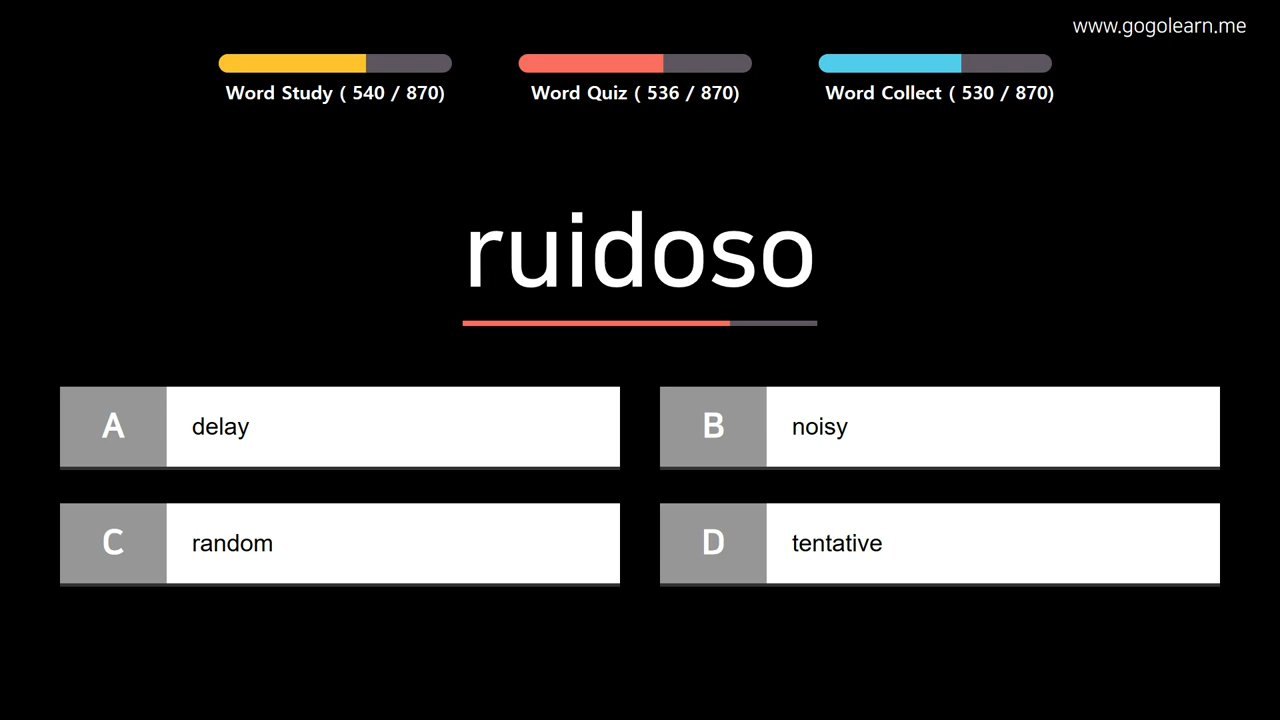 www.gogolearn.me
Word Study ( 540 / 870)
Word Quiz ( 536 / 870)
Word Collect ( 530 / 870)
ruidoso
A delay
B noisy
C random
D tentative